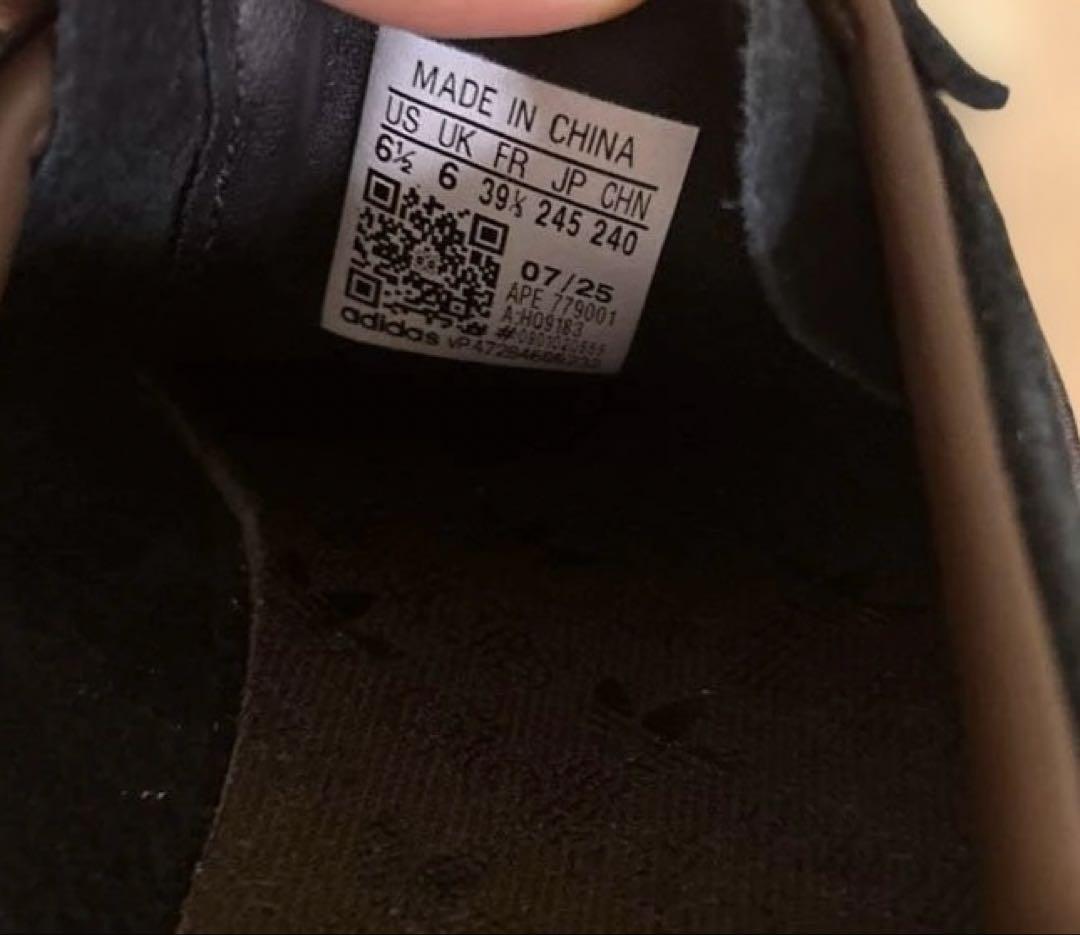 MADE IN CHINA
US UK FR JP CHN
6½ 6 39⅓ 245 240
07/25
APE 779001
adidas